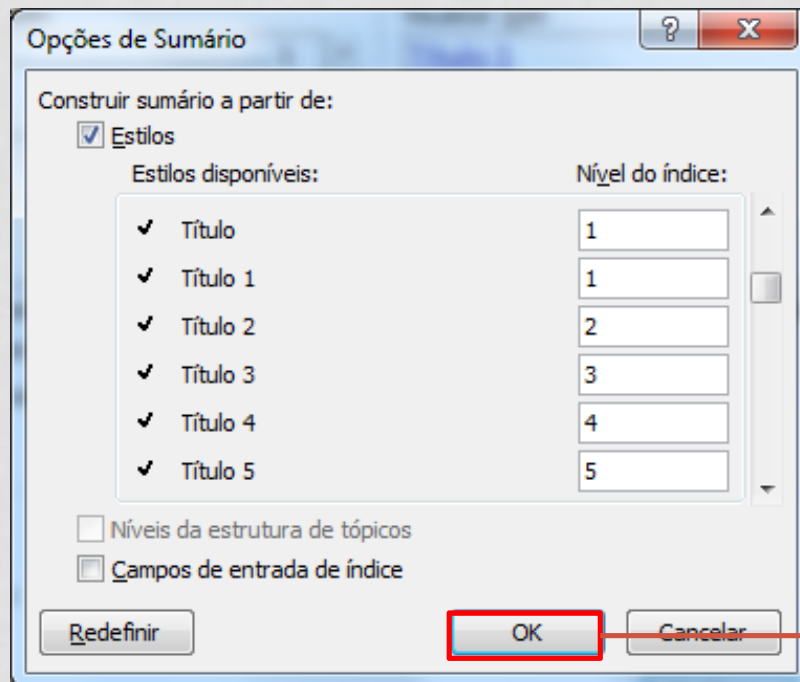 Opções de Sumário
Construir sumário a partir de:
Estilos
Estilos disponíveis: Nível do índice:
Título 1
Título 1 1
Título 2 2
Título 3 3
Título 4 4
Título 5 5
Níveis da estrutura de tópicos
Campos de entrada de índice
Redefinir OK Cancelar